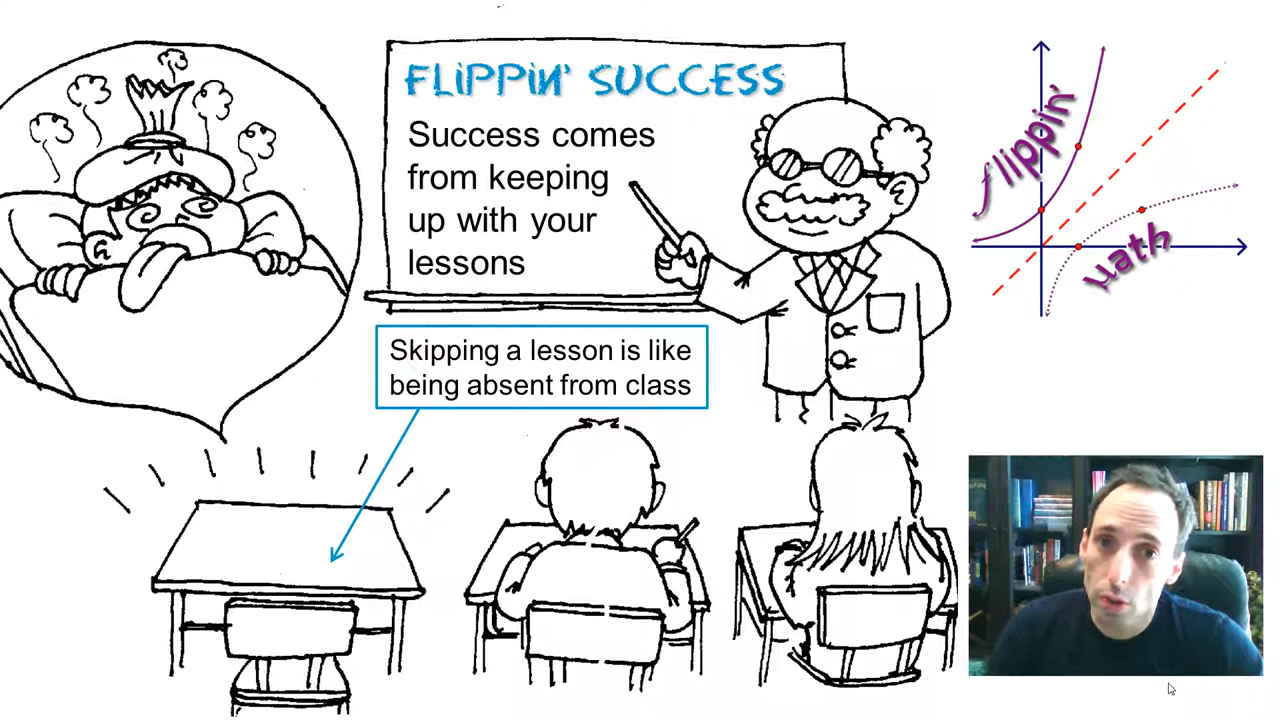 FLiPPiN' SUCCESS
Success comes
from keeping
up with your
lessons
Skipping a lesson is like
being absent from class
flippin'
math